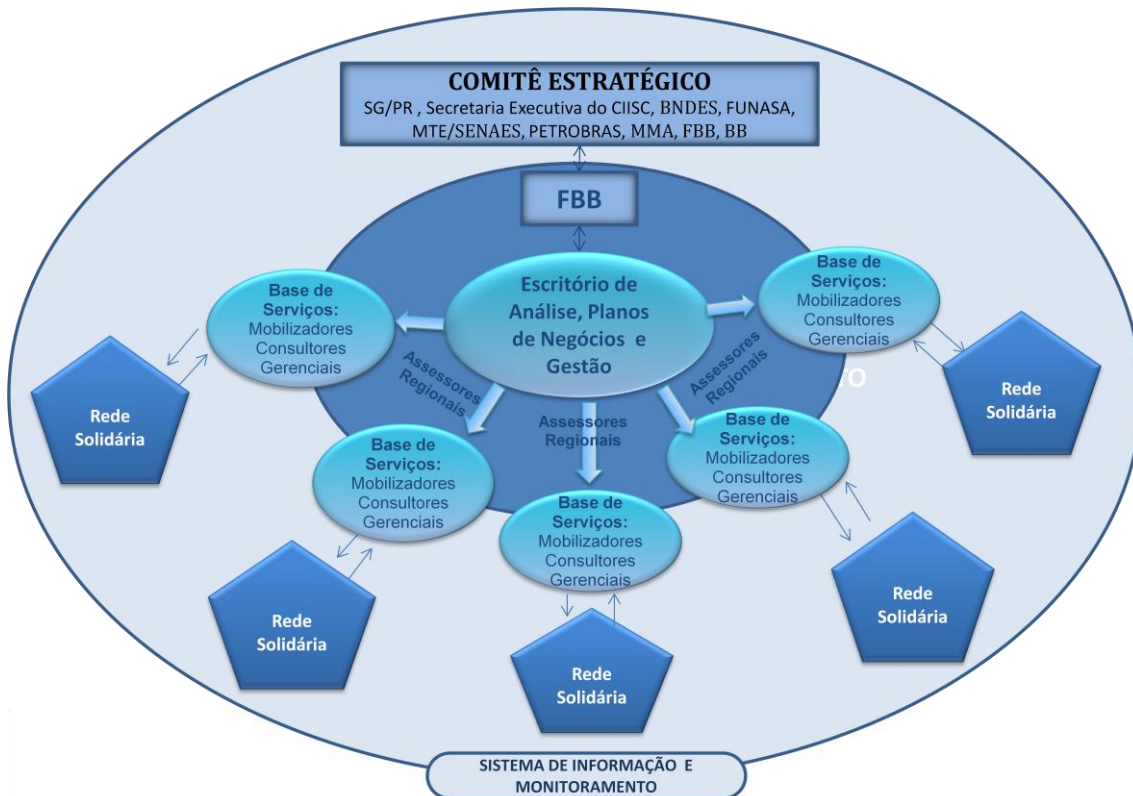 COMITÊ ESTRATÉGICO
SG/PR , Secretaria Executiva do CIISC, BNDES, FUNASA,
MTE/SENAES, PETROBRAS, MMA, FBB, BB
FBB
Escritório de
Análise, Planos
de Negócios e
Gestão
Base de
Serviços:
Mobilizadores
Consultores
Gerenciais
Base de
Serviços:
Mobilizadores
Consultores
Gerenciais
Assessores
Regionais
Assessores
Regionais
Assessores
Regionais
Rede
Solidária
Rede
Solidária
Base de
Serviços:
Mobilizadores
Consultores
Gerenciais
Base de
Serviços:
Mobilizadores
Consultores
Gerenciais
Base de
Serviços:
Mobilizadores
Consultores
Gerenciais
Rede
Solidária
Rede
Solidária
Rede
Solidária
SISTEMA DE INFORMAÇÃO E
MONITORAMENTO